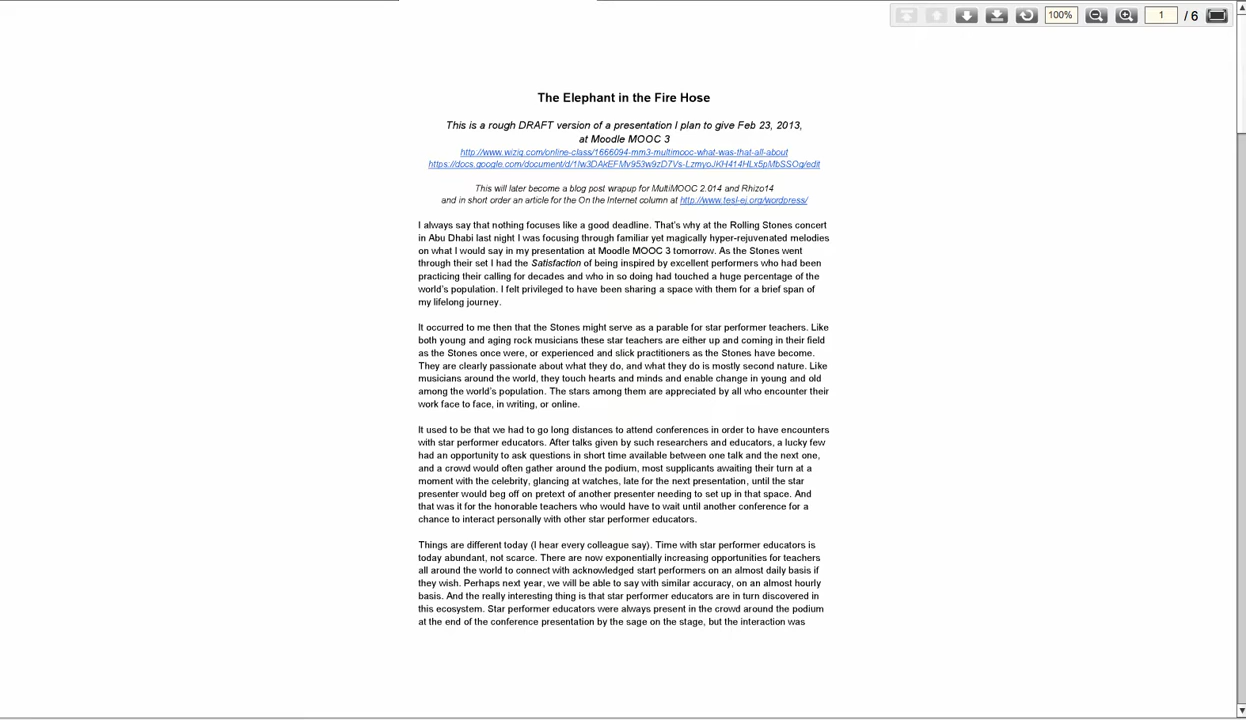 100%
1
/ 6
The Elephant in the Fire Hose
This is a rough DRAFT version of a presentation I plan to give Feb 23, 2013,
at Moodle MOOC 3
http://www.wiziq.com/online-class/1666094-mm3-multimooc-what-was-that-all-about
https://docs.google.com/document/d/1Iw3DAkEFMv953w9zD7Vs-LzmyoJKH414HLx5pMbSSOg/edit
This will later become a blog post wrapup for MultiMOOC 2.014 and Rhizo14
and in short order an article for the On the Internet column at http://www.tesl-ej.org/wordpress/
I always say that nothing focuses like a good deadline. That's why at the Rolling Stones concert
in Abu Dhabi last night I was focusing through familiar yet magically hyper-rejuvenated melodies
on what I would say in my presentation at Moodle MOOC 3 tomorrow. As the Stones went
through their set I had the Satisfaction of being inspired by excellent performers who had been
practicing their calling for decades and who in so doing had touched a huge percentage of the
world's population. I felt privileged to have been sharing a space with them for a brief span of
my lifelong journey.
It occurred to me then that the Stones might serve as a parable for star performer teachers. Like
both young and aging rock musicians these star teachers are either up and coming in their field
as the Stones once were, or experienced and slick practitioners as the Stones have become.
They are clearly passionate about what they do, and what they do is mostly second nature. Like
musicians around the world, they touch hearts and minds and enable change in young and old
among the world's population. The stars among them are appreciated by all who encounter their
work face to face, in writing, or online.
It used to be that we had to go long distances to attend conferences in order to have encounters
with star performer educators. After talks given by such researchers and educators, a lucky few
had an opportunity to ask questions in short time available between one talk and the next one,
and a crowd would often gather around the podium, most supplicants awaiting their turn at a
moment with the celebrity, glancing at watches, late for the next presentation, until the star
presenter would beg off on pretext of another presenter needing to set up in that space. And
that was it for the honorable teachers who would have to wait until another conference for a
chance to interact personally with other star performer educators.
Things are different today (I hear every colleague say). Time with star performer educators is
today abundant, not scarce. There are now exponentially increasing opportunities for teachers
all around the world to connect with acknowledged start performers on an almost daily basis if
they wish. Perhaps next year, we will be able to say with similar accuracy, on an almost hourly
basis. And the really interesting thing is that star performer educators are in turn discovered in
this ecosystem. Star performer educators were always present in the crowd around the podium
at the end of the conference presentation by the sage on the stage, but the interaction was